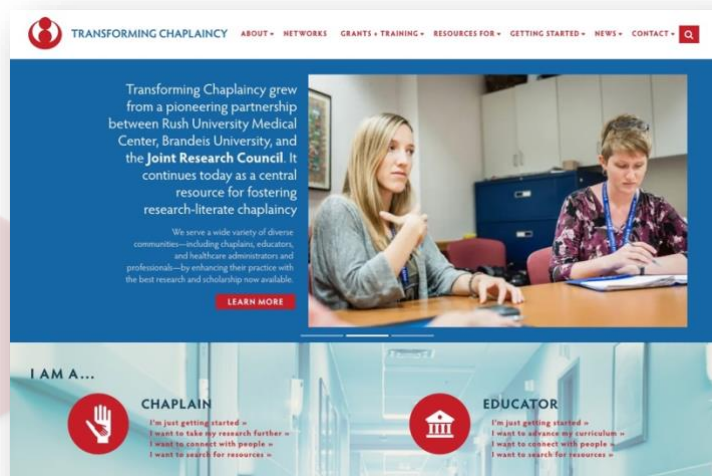 TRANSFORMING CHAPLAINCY
ABOUT NETWORKS GRANTS + TRAINING RESOURCES FOR GETTING STARTED NEWS CONTACT
Transforming Chaplaincy grew
from a pioneering partnership
between Rush University Medical
Center, Brandeis University, and
the Joint Research Council. It
continues today as a central
resource for fostering
research-literate chaplaincy
We serve a wide variety of diverse
communities—including chaplains, educators,
and healthcare administrators and
professionals—by enhancing their practice with
the best research and scholarship now available.
LEARN MORE
I AM A...
CHAPLAIN
I'm just getting started »
I want to take my research further »
I want to connect with people »
I want to search for resources »
EDUCATOR
I'm just getting started »
I want to advance my curriculum »
I want to connect with people »
I want to search for resources »